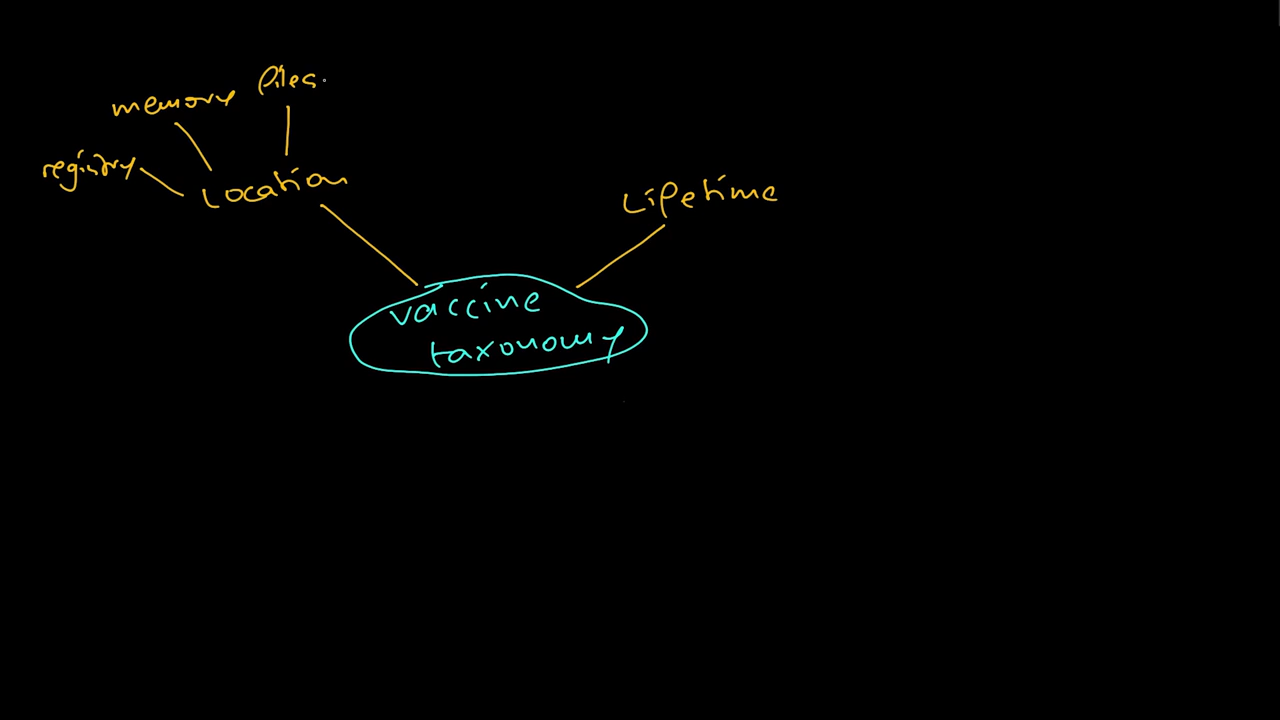 files.
memory
registry
Location
Lifetime
vaccine
taxonomy